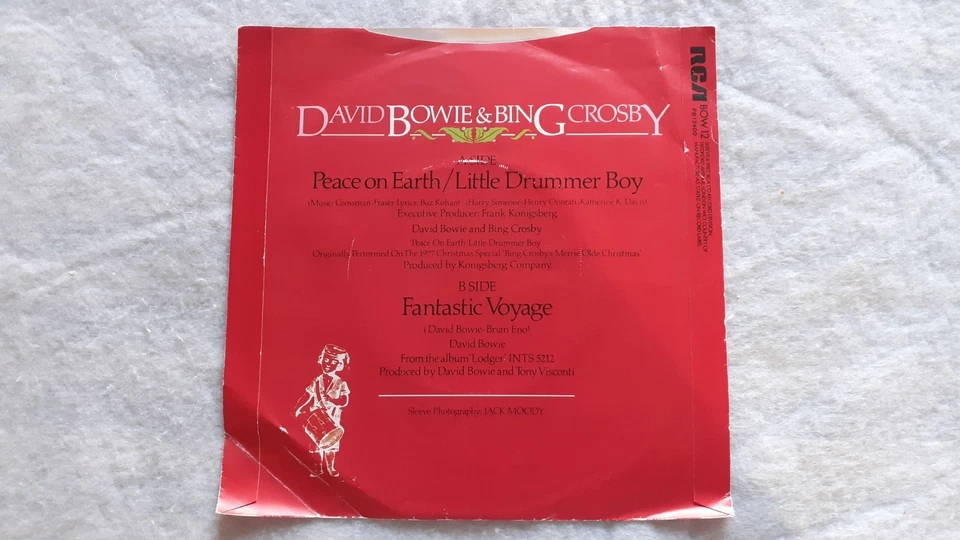 DAVID BOWIE & BING CROSBY
A SIDE
Peace on Earth/Little Drummer Boy
(Music: Grossman-Fraser Lyrics: Buz Kohan) (Harry Simeone-Henry Onorati-Katherine K. Davis)
Executive Producer: Frank Konigsberg
David Bowie and Bing Crosby
Peace On Earth/Little Drummer Boy
Originally Performed On The 1977 Christmas Special 'Bing Crosby's Merrie Olde Christmas'
Produced by Konigsberg Company.
B SIDE
Fantastic Voyage
(David Bowie-Brian Eno)
David Bowie
From the album 'Lodger' INTS 5212
Produced by David Bowie and Tony Visconti
Sleeve Photography: JACK MOODY
RCA
BOW 12
PB 13400